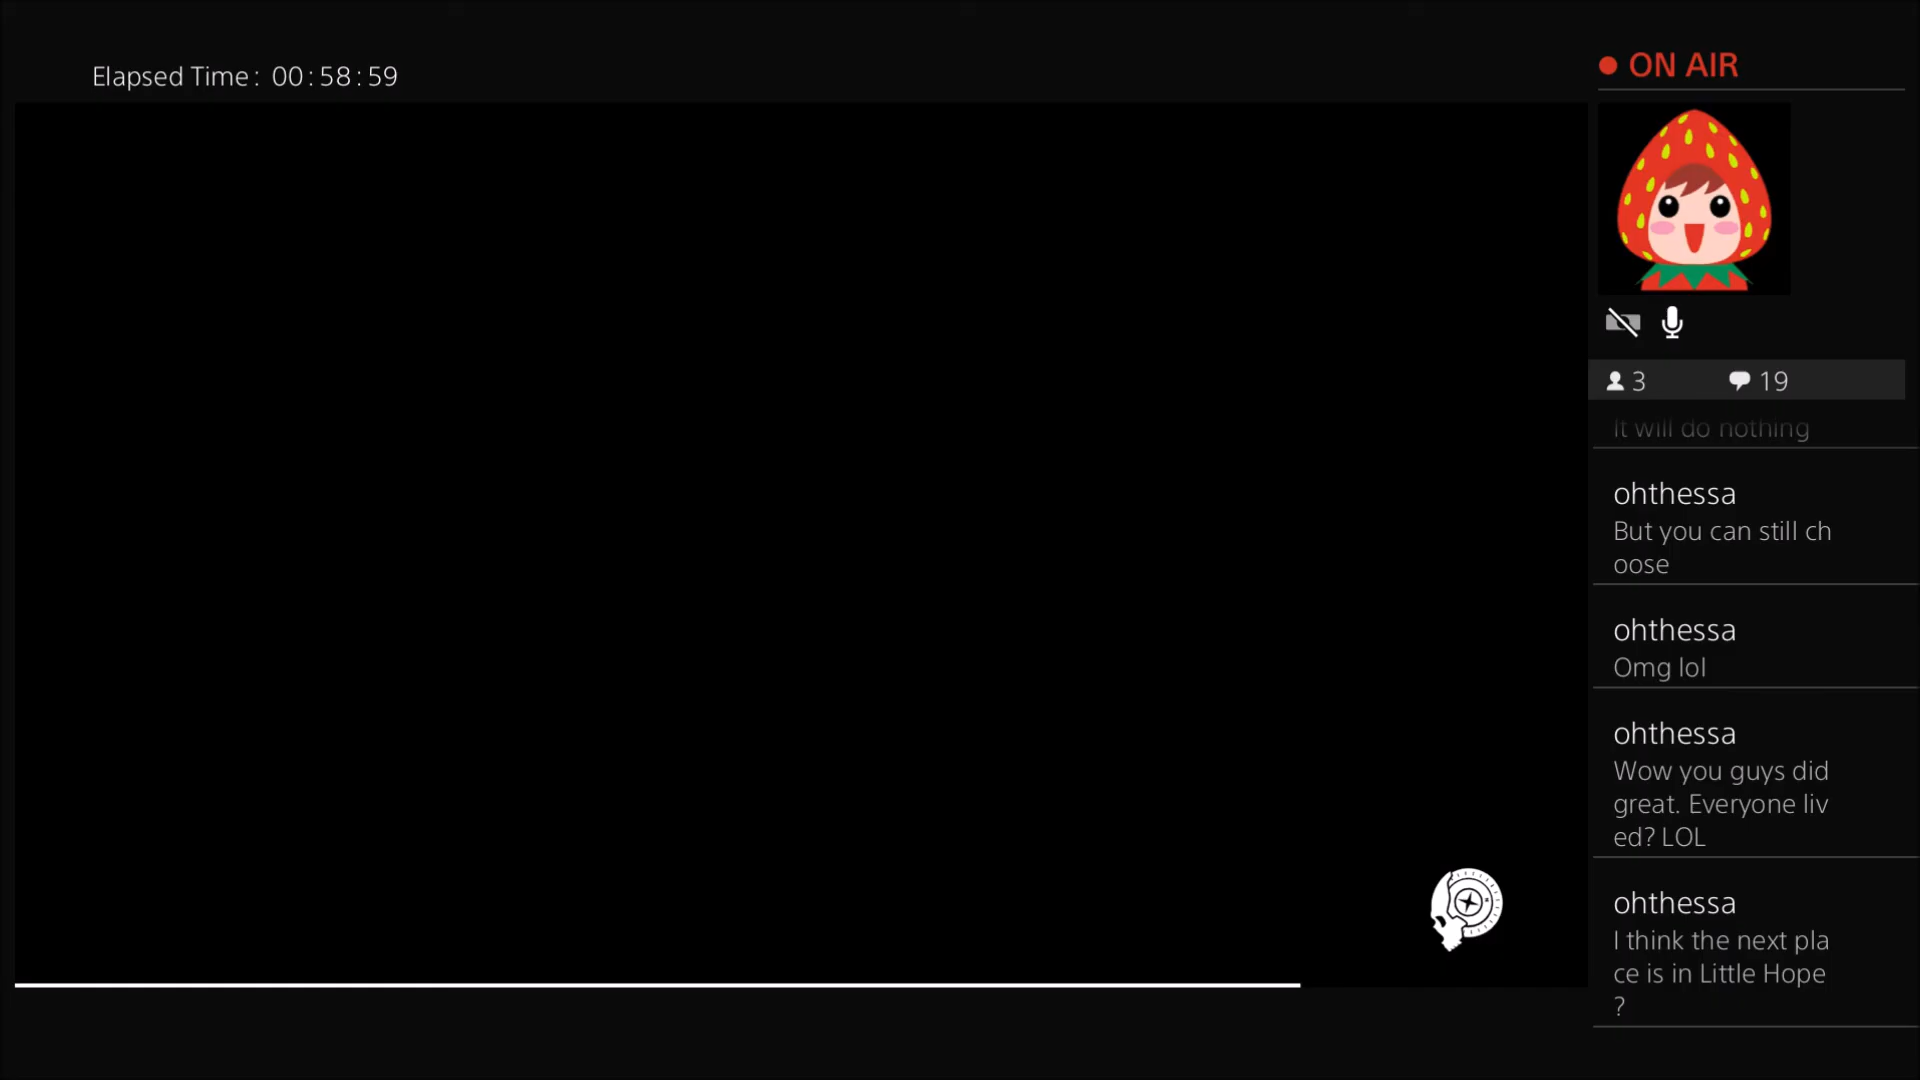 Elapsed Time: 00:58:59
ON AIR
3 19
It will do nothing
ohthessa
But you can still ch
oose
ohthessa
Omg lol
ohthessa
Wow you guys did
great. Everyone liv
ed? LOL
ohthessa
I think the next pla
ce is in Little Hope
?